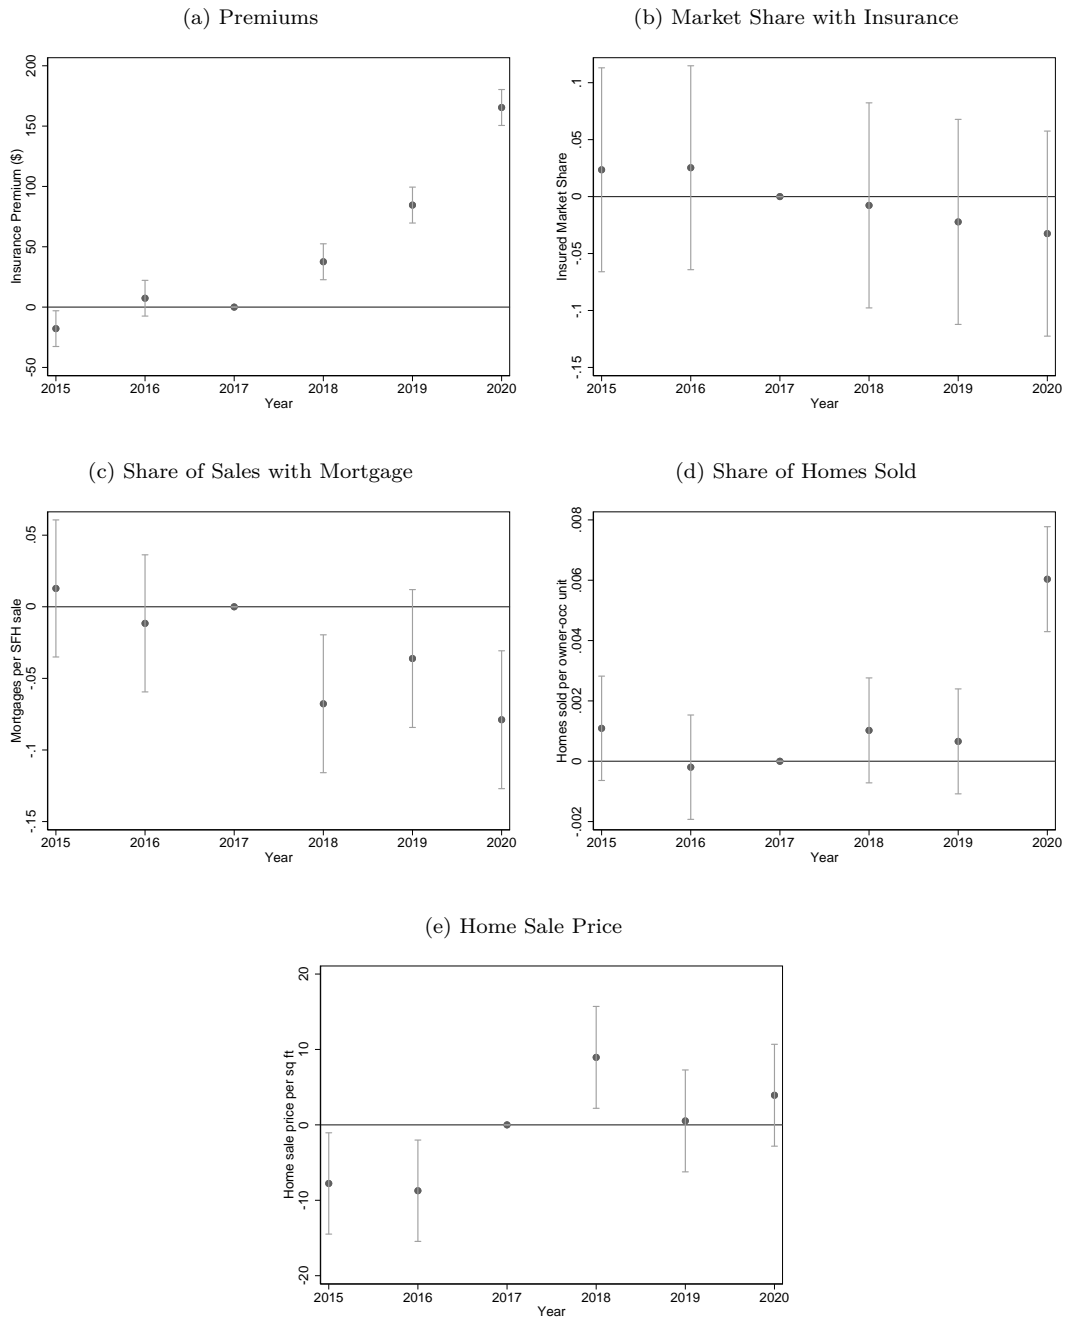 (a) Premiums
Insurance Premium ($)
200
150
100
50
0
-50
2015 2016 2017 2018 2019 2020
Year
(b) Market Share with Insurance
Insured Market Share
.1
.05
0
-.05
-.1
-.15
2015 2016 2017 2018 2019 2020
Year
(c) Share of Sales with Mortgage
Mortgages per SFH sale
.05
0
-.05
-.1
-.15
2015 2016 2017 2018 2019 2020
Year
(d) Share of Homes Sold
Homes sold per owner-occ unit
.008
.006
.004
.002
0
-.002
2015 2016 2017 2018 2019 2020
Year
(e) Home Sale Price
Home sale price per sq ft
20
10
0
-10
-20
2015 2016 2017 2018 2019 2020
Year